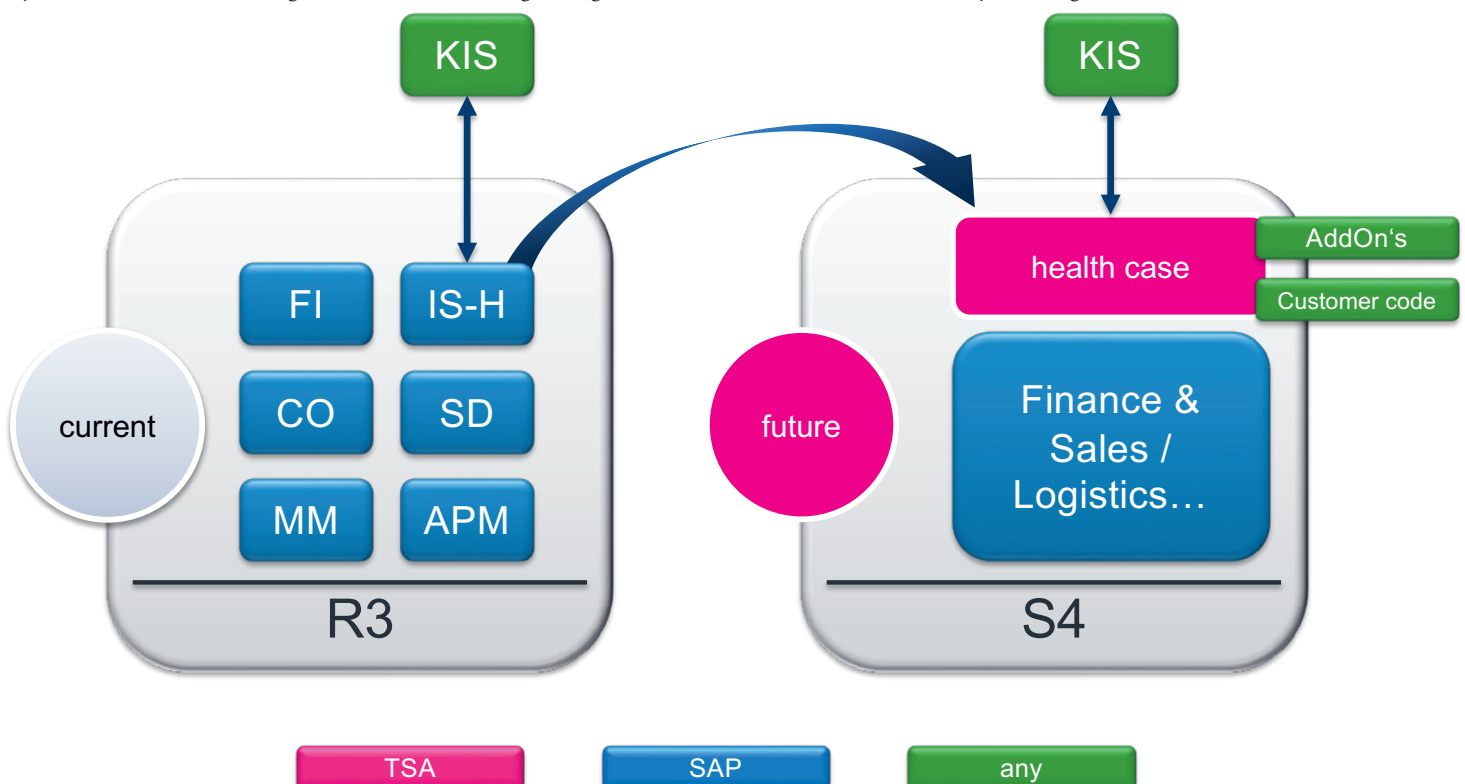 KIS
KIS
health case
AddOn's
Customer code
FI
IS-H
CO
SD
MM
APM
current
future
Finance &
Sales /
Logistics…
R3
S4
TSA
SAP
any